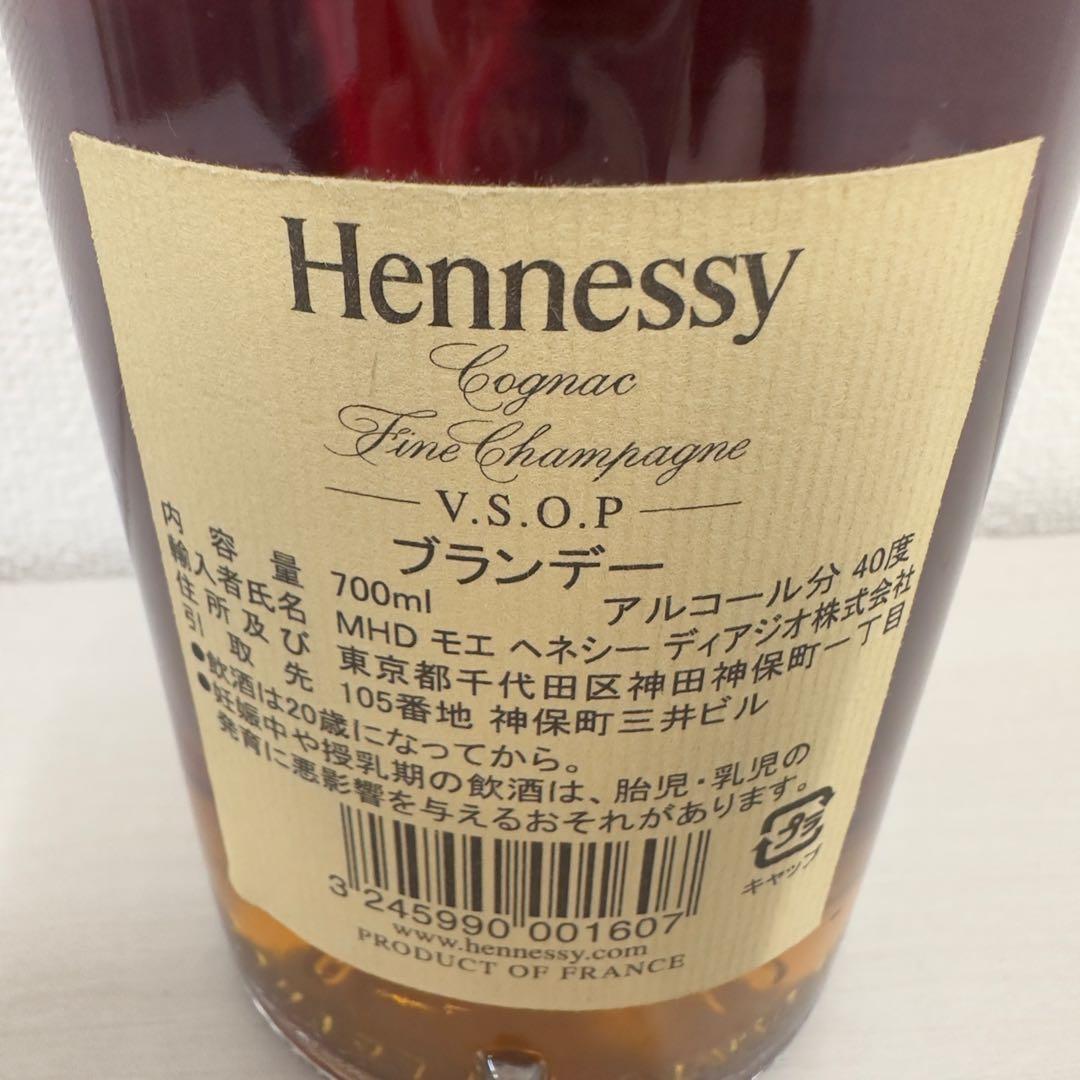 Hennessy
Cognac
Fine Champagne
V.S.O.P
ブランデー
内容量 700ml アルコール分 40度
輸入者氏名 MHD モエ ヘネシー ディアジオ株式会社
住所及び 東京都千代田区神田神保町一丁目
引取先 105番地 神保町三井ビル
●飲酒は20歳になってから。
●妊娠中や授乳期の飲酒は、胎児・乳児の
発育に悪影響を与えるおそれがあります。
プラ
キャップ
3 245990 001607
www.hennessy.com
PRODUCT OF FRANCE